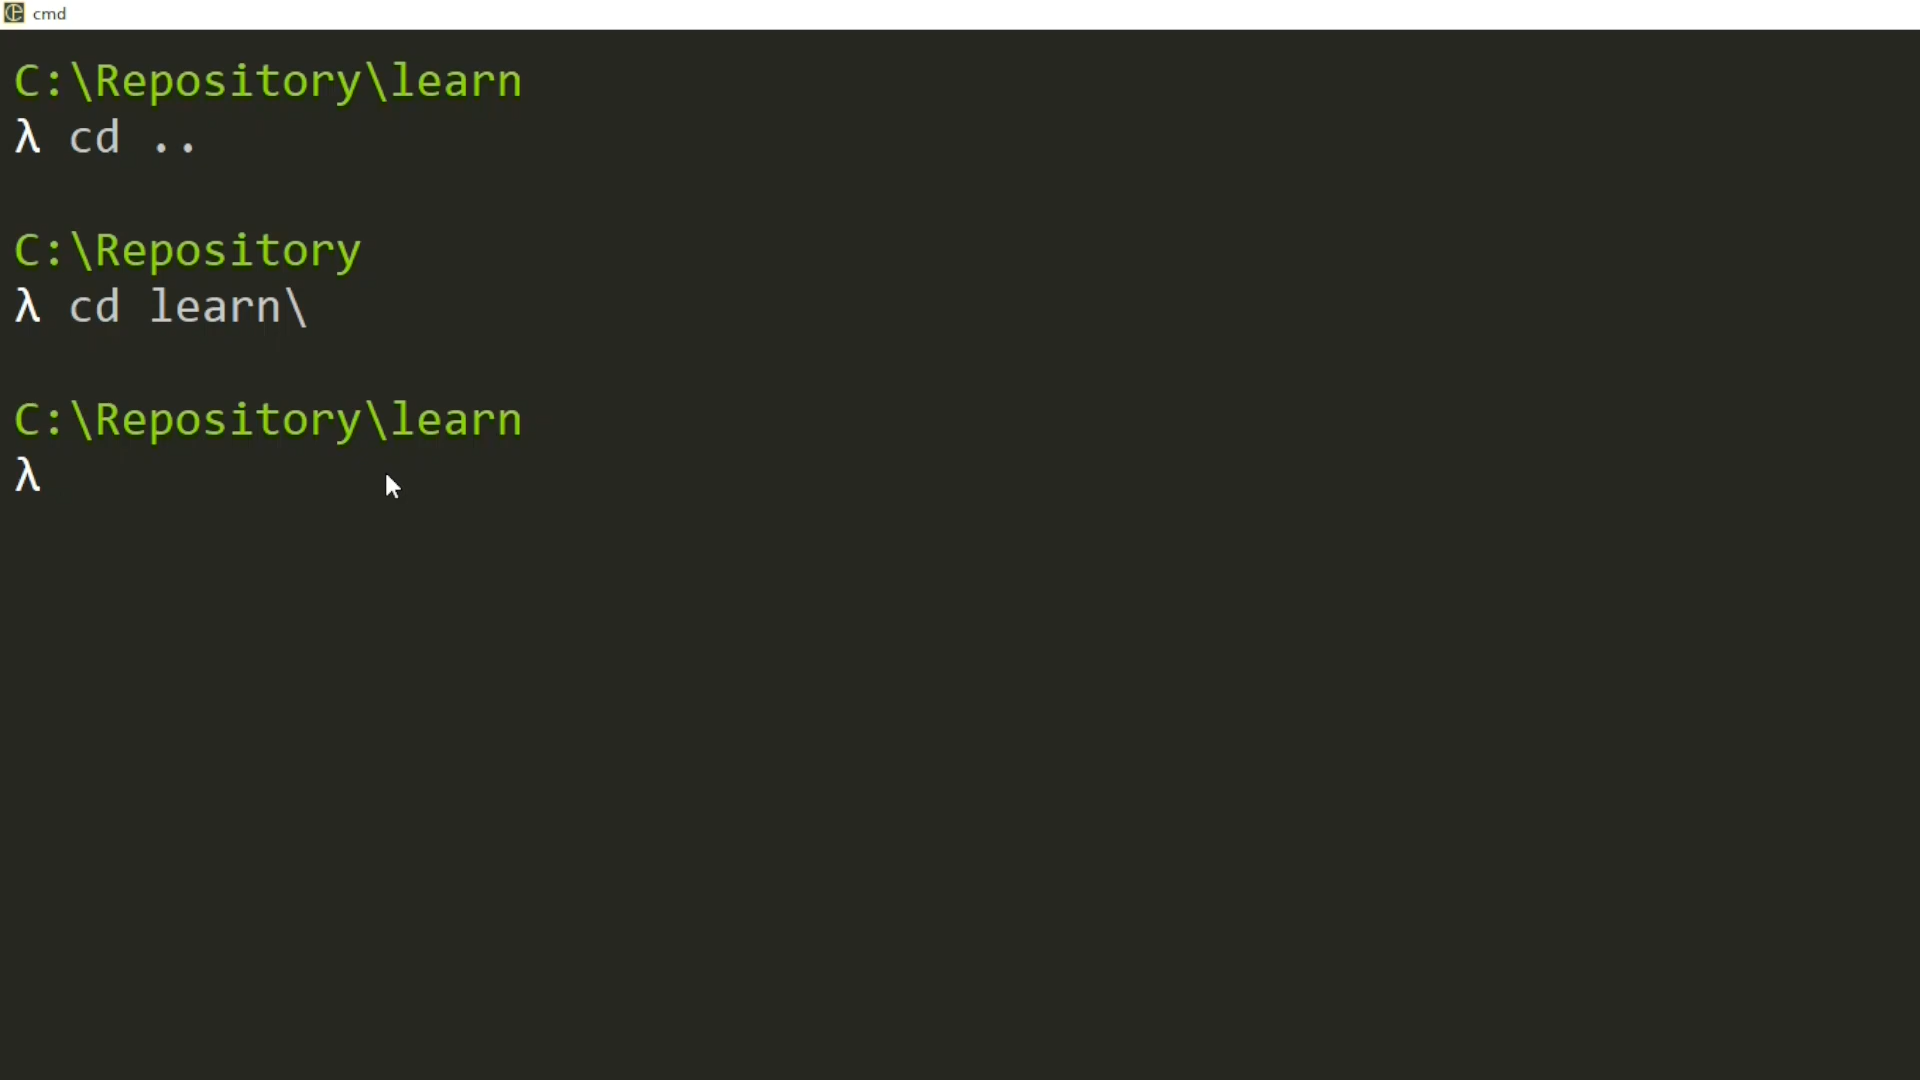 cmd
C:\Repository\learn
λ cd ..
C:\Repository
λ cd learn\
C:\Repository\learn
λ